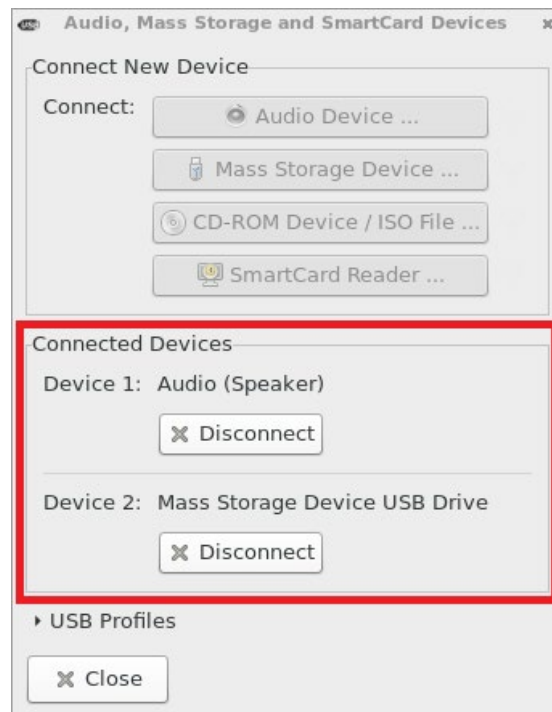 Audio, Mass Storage and SmartCard Devices
Connect New Device
Connect:
Audio Device ...
Mass Storage Device ...
CD-ROM Device / ISO File ...
SmartCard Reader ...
Connected Devices
Device 1: Audio (Speaker)
Disconnect
Device 2: Mass Storage Device USB Drive
Disconnect
USB Profiles
Close